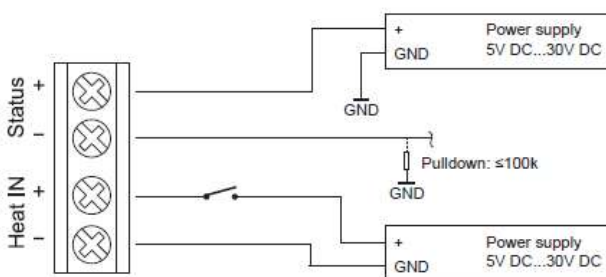 + Power supply
5V DC...30V DC
GND
GND
Status + −
Pulldown: ≤100k
GND
Heat IN + −
+ Power supply
5V DC...30V DC
GND